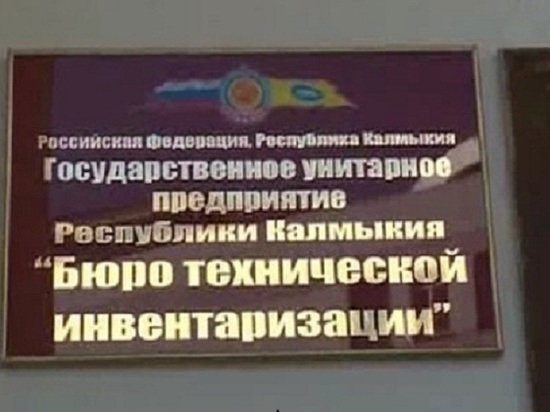 Российская Федерация, Республика Калмыкия
Государственное унитарное
предприятие
Республики Калмыкия
“Бюро технической
инвентаризации”